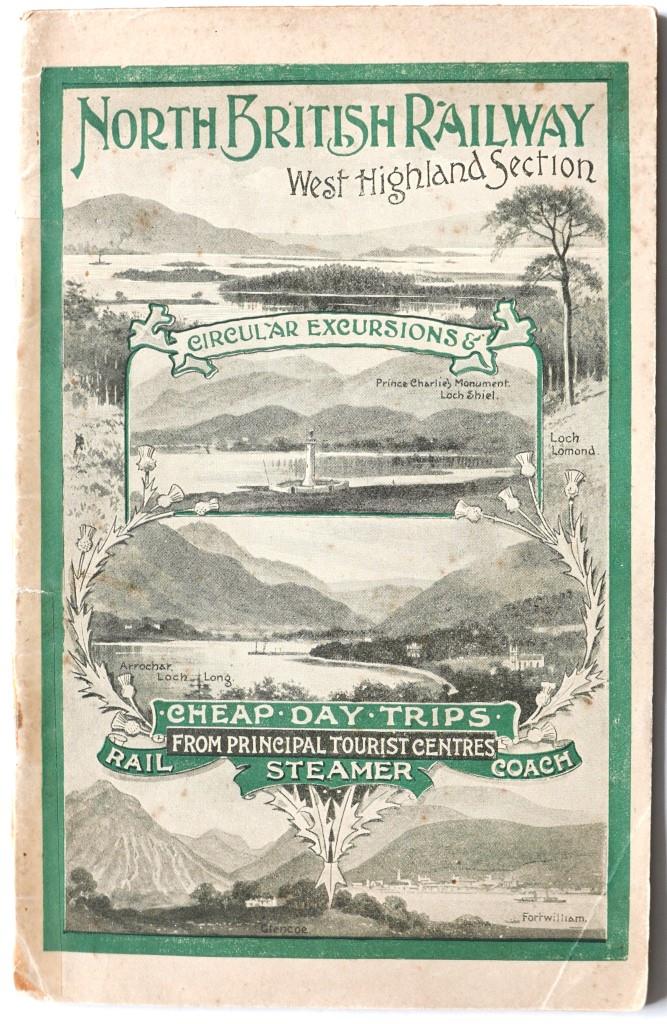 NORTH BRITISH RAILWAY
West Highland Section
CIRCULAR EXCURSIONS &
Prince Charlie's Monument.
Loch Shiel.
Loch
Lomond.
Arrochar.
Loch Long.
·CHEAP·DAY·TRIPS·
FROM PRINCIPAL TOURIST CENTRES
RAIL
STEAMER
COACH
Fortwilliam.
Glencoe